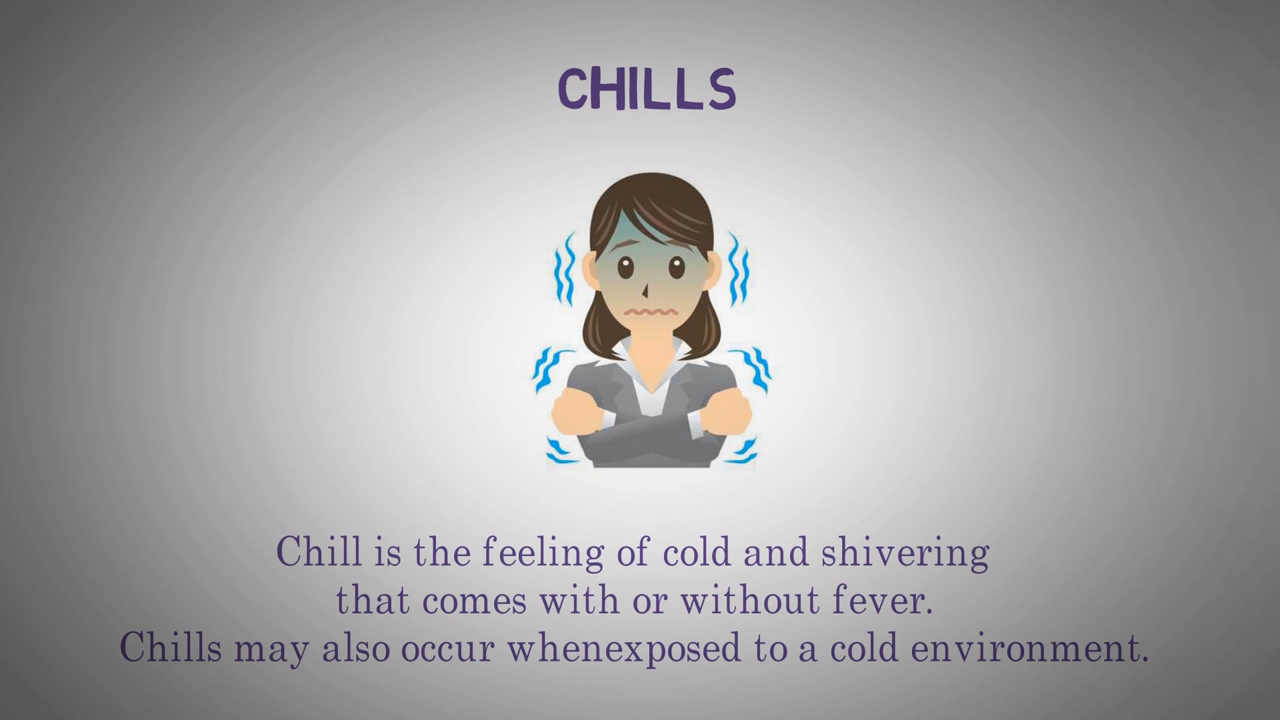 CHILLS
Chill is the feeling of cold and shivering
that comes with or without fever.
Chills may also occur whenexposed to a cold environment.